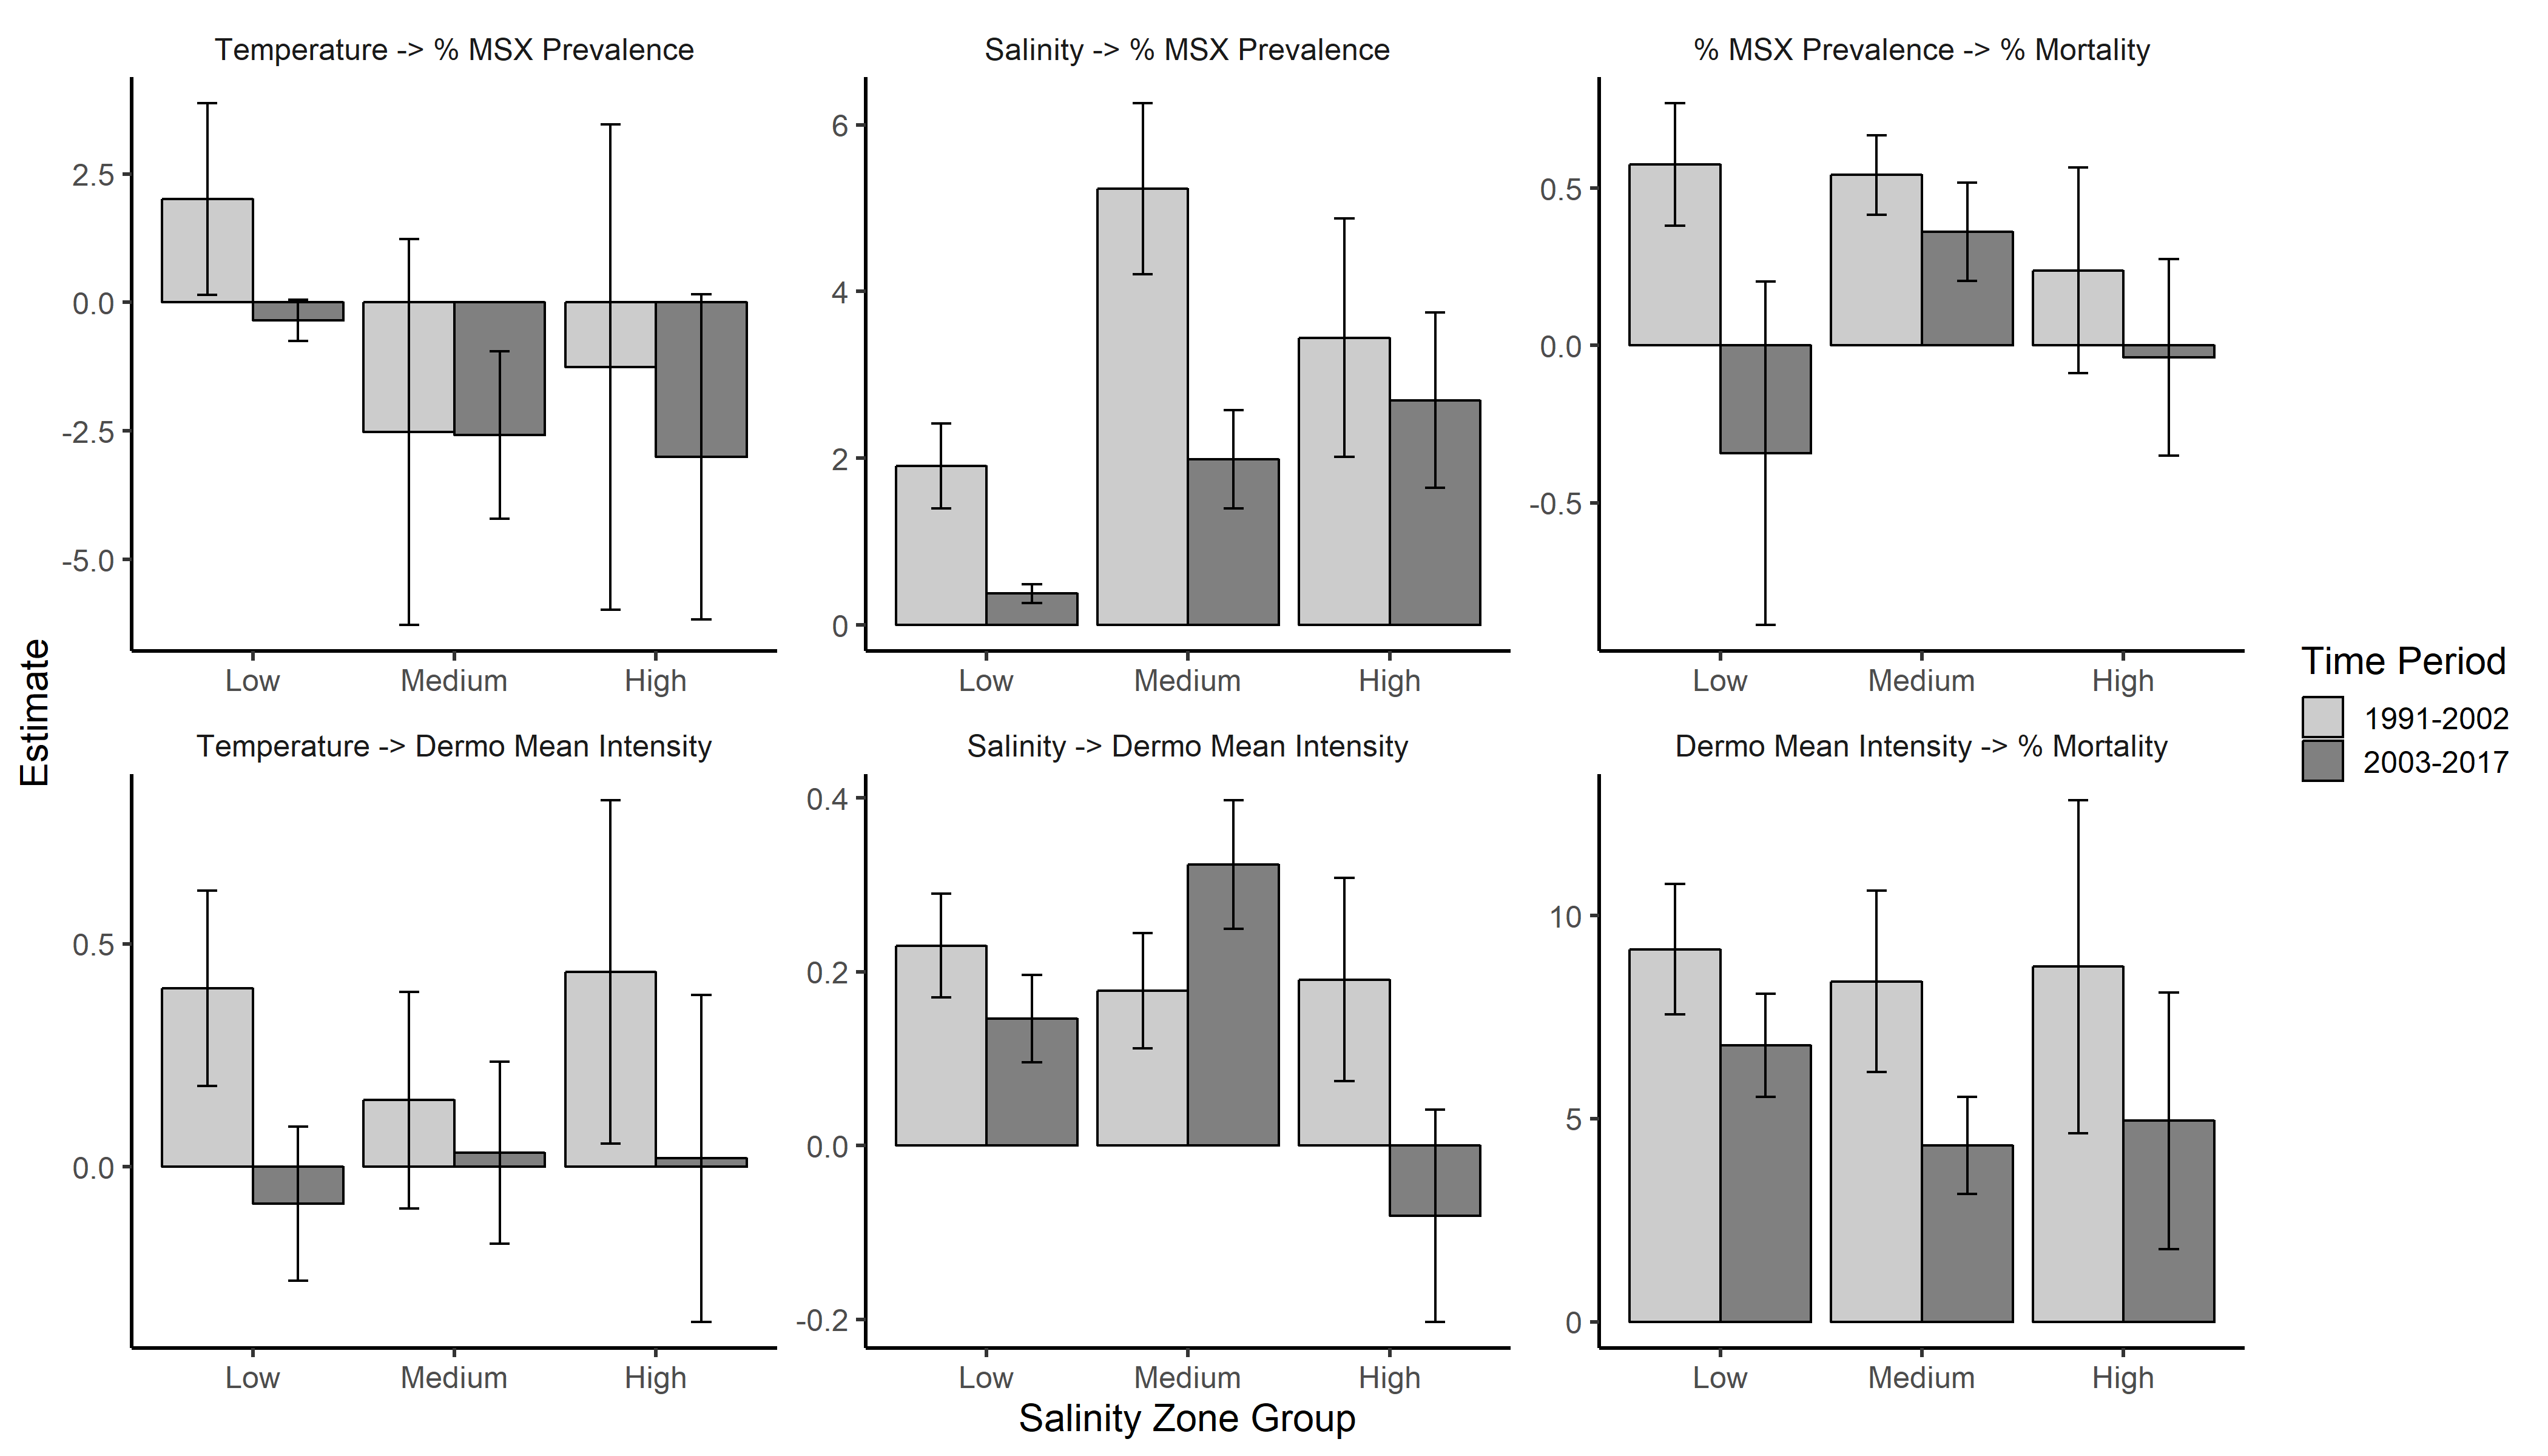 Temperature -> % MSX Prevalence
Salinity -> % MSX Prevalence
% MSX Prevalence -> % Mortality
2.5
0.0
-2.5
-5.0
Low Medium High
6
4
2
0
Low Medium High
0.5
0.0
-0.5
Low Medium High
Estimate
Temperature -> Dermo Mean Intensity
Salinity -> Dermo Mean Intensity
Dermo Mean Intensity -> % Mortality
0.5
0.0
Low Medium High
0.4
0.2
0.0
-0.2
Low Medium High
10
5
0
Low Medium High
Salinity Zone Group
Time Period
1991-2002
2003-2017